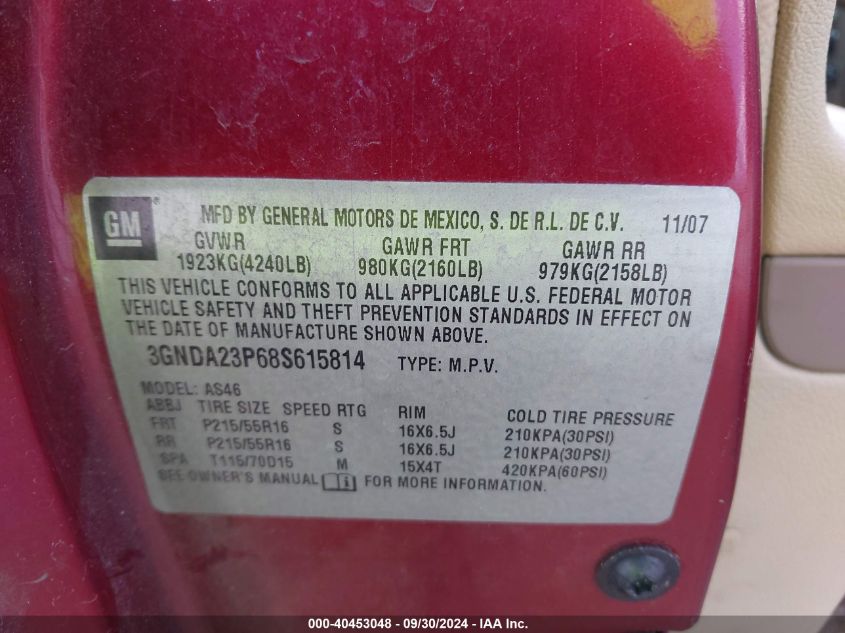 GM®
MFD BY GENERAL MOTORS DE MEXICO, S. DE R.L. DE C.V. 11/07
GVWR GAWR FRT GAWR RR
1923KG(4240LB) 980KG(2160LB) 979KG(2158LB)
THIS VEHICLE CONFORMS TO ALL APPLICABLE U.S. FEDERAL MOTOR
VEHICLE SAFETY AND THEFT PREVENTION STANDARDS IN EFFECT ON
THE DATE OF MANUFACTURE SHOWN ABOVE.
3GNDA23P68S615814 TYPE: M.P.V.
MODEL: AS46
ABBJ TIRE SIZE SPEED RTG RIM COLD TIRE PRESSURE
FRT P215/55R16 S 16X6.5J 210KPA(30PSI)
RR P215/55R16 S 16X6.5J 210KPA(30PSI)
SPA T115/70D15 M 15X4T 420KPA(60PSI)
SEE OWNER'S MANUAL FOR MORE INFORMATION.
000-40453048 - 09/30/2024 - IAA Inc.